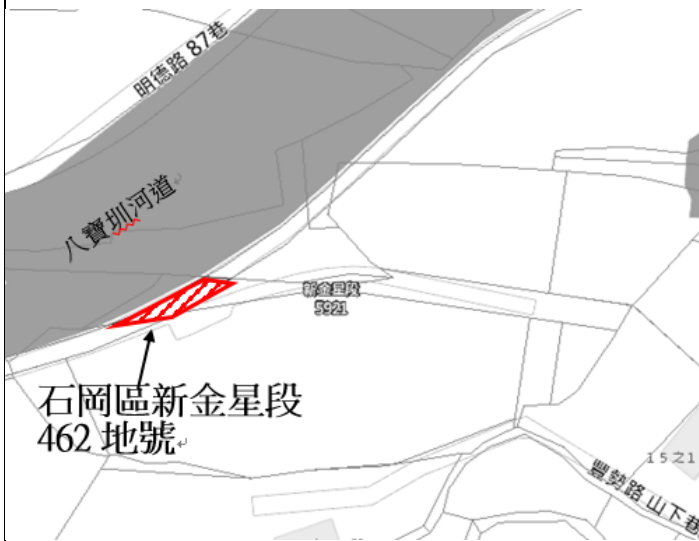 明德路 87巷
八寶圳河道
新金星段
5921
石岡區新金星段
462 地號
15之1
豐勢路 山下巷